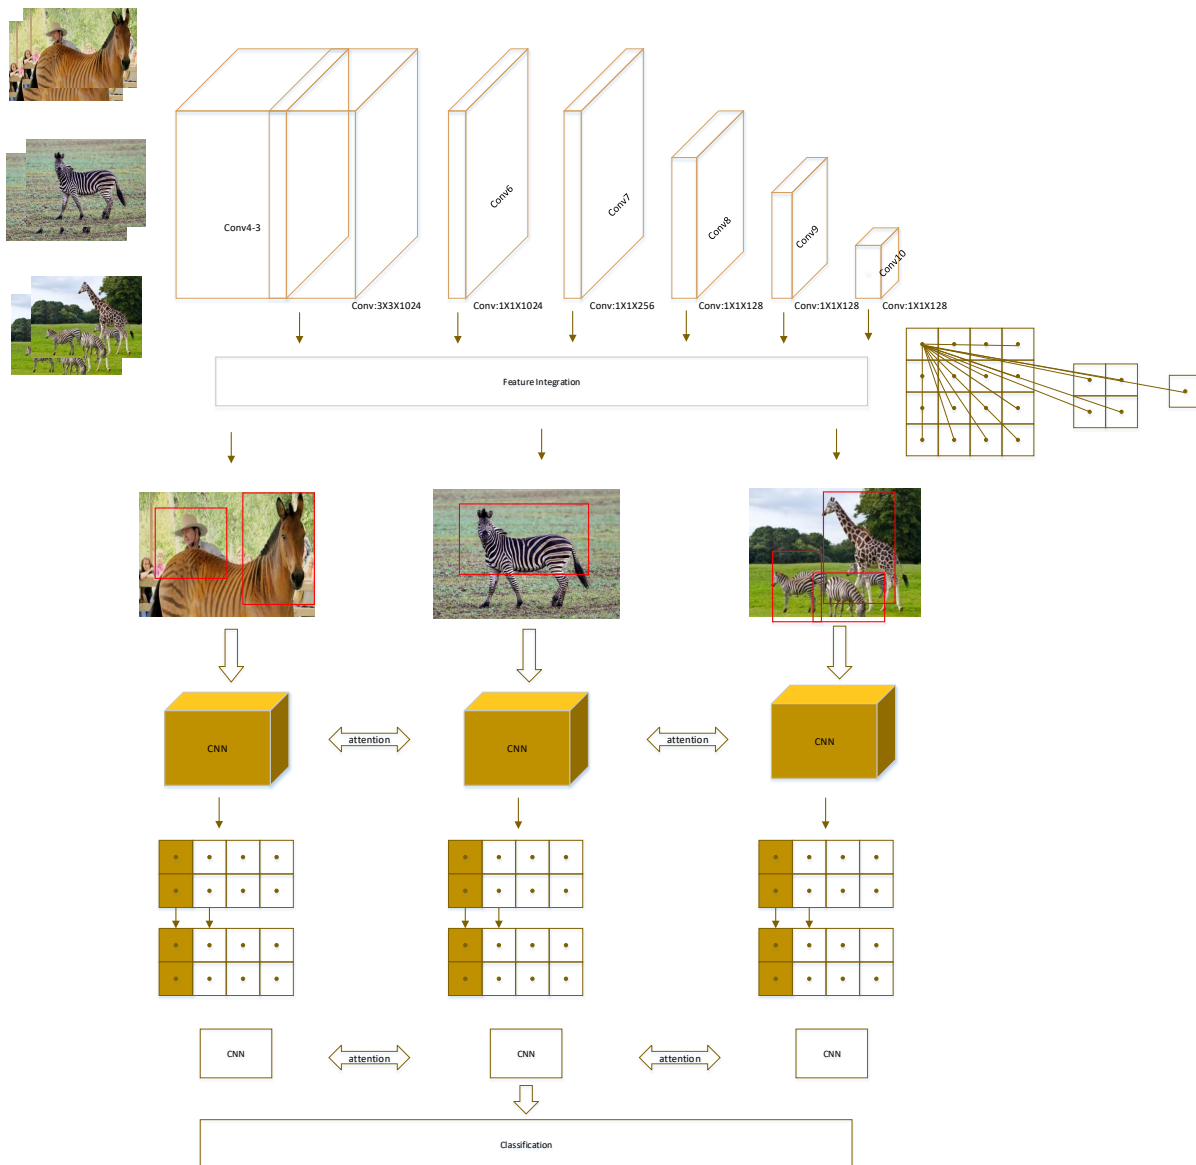 Conv4-3
Conv6
Conv7
Conv8
Conv9
Conv10
Conv:3X3X1024
Conv:1X1X1024
Conv:1X1X256
Conv:1X1X128
Conv:1X1X128
Conv:1X1X128
Feature Integration
CNN
attention
CNN
attention
CNN
CNN
attention
CNN
attention
CNN
Classification